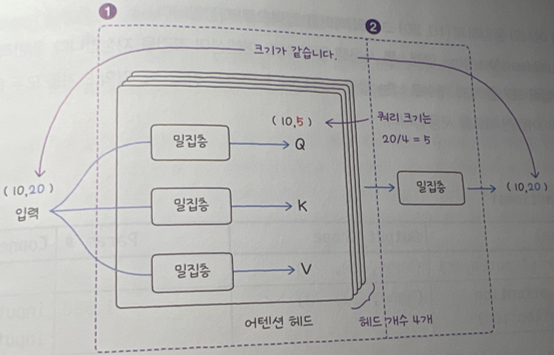 1
2
크기가 같습니다.
(10,5)
쿼리 크기는
20/4 = 5
밀집층
Q
(10,20)
입력
밀집층
K
밀집층
(10,20)
밀집층
V
어텐션 헤드
헤드 개수 4개